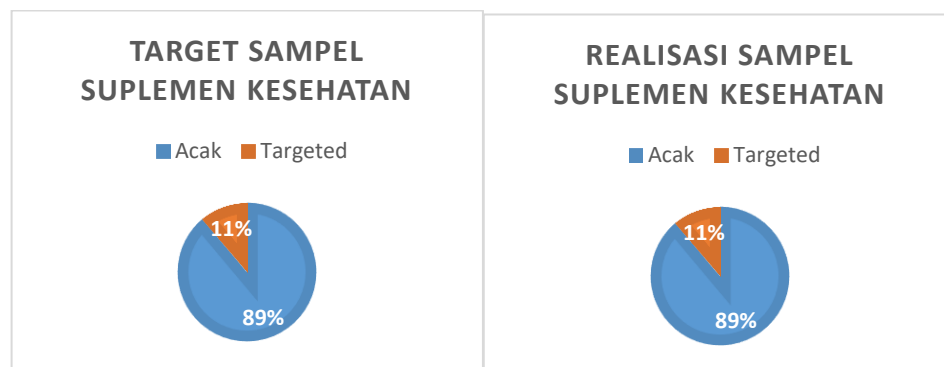 TARGET SAMPEL
SUPLEMEN KESEHATAN
Acak Targeted
11%
89%
REALISASI SAMPEL
SUPLEMEN KESEHATAN
Acak Targeted
11%
89%